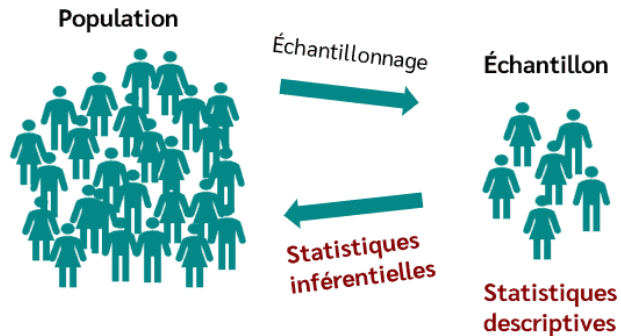 Population
Échantillonnage
Échantillon
Statistiques
inférentielles
Statistiques
descriptives